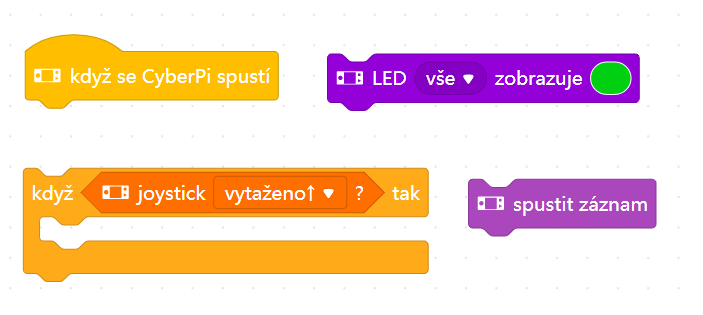 když se CyberPi spustí
LED vše ▼ zobrazuje
když joystick vytaženo↑ ▼ ? tak
spustit záznam